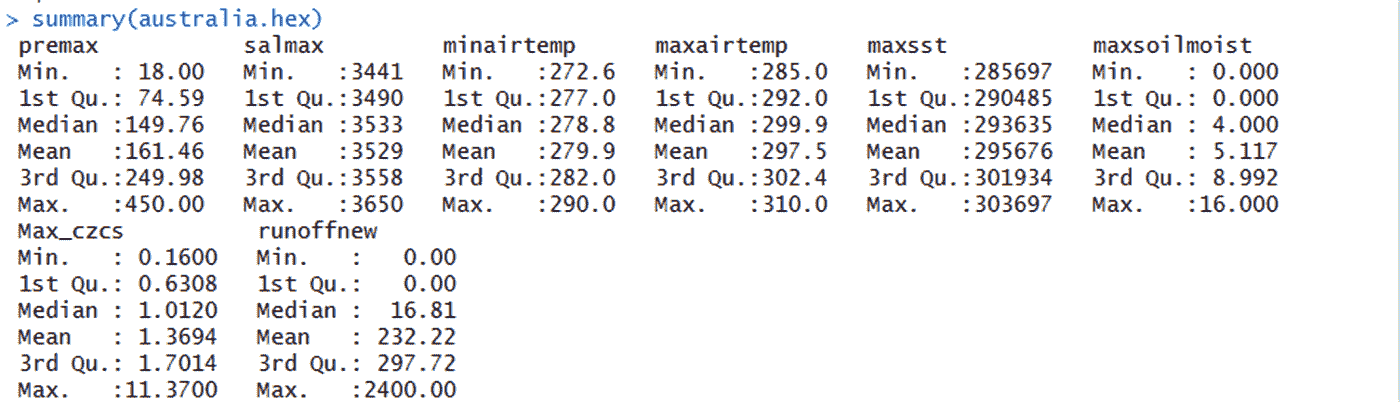 > summary(australia.hex)
premax salmax minairtemp maxairtemp maxsst maxsoilmoist
Min. : 18.00 Min. :3441 Min. :272.6 Min. :285.0 Min. :285697 Min. : 0.000
1st Qu.: 74.59 1st Qu.:3490 1st Qu.:277.0 1st Qu.:292.0 1st Qu.:290485 1st Qu.: 0.000
Median :149.76 Median :3533 Median :278.8 Median :299.9 Median :293635 Median : 4.000
Mean :161.46 Mean :3529 Mean :279.9 Mean :297.5 Mean :295676 Mean : 5.117
3rd Qu.:249.98 3rd Qu.:3558 3rd Qu.:282.0 3rd Qu.:302.4 3rd Qu.:301934 3rd Qu.: 8.992
Max. :450.00 Max. :3650 Max. :290.0 Max. :310.0 Max. :303697 Max. :16.000
Max_czcs runoffnew
Min. : 0.1600 Min. : 0.00
1st Qu.: 0.6308 1st Qu.: 0.00
Median : 1.0120 Median : 16.81
Mean : 1.3694 Mean : 232.22
3rd Qu.: 1.7014 3rd Qu.: 297.72
Max. :11.3700 Max. :2400.00